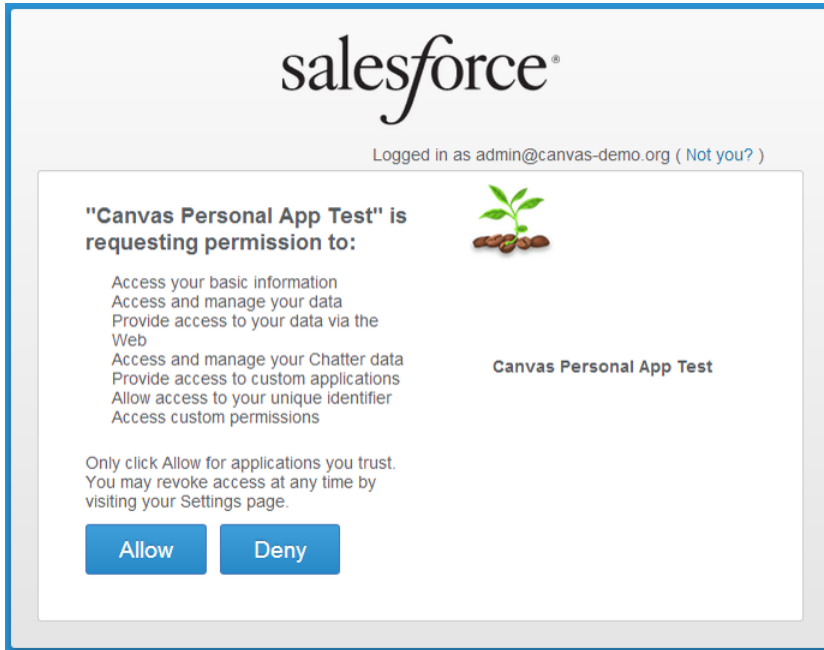 salesforce®
Logged in as admin@canvas-demo.org ( Not you? )
"Canvas Personal App Test" is
requesting permission to:
Access your basic information
Access and manage your data
Provide access to your data via the
Web
Access and manage your Chatter data
Provide access to custom applications
Allow access to your unique identifier
Access custom permissions
Canvas Personal App Test
Only click Allow for applications you trust.
You may revoke access at any time by
visiting your Settings page.
Allow
Deny